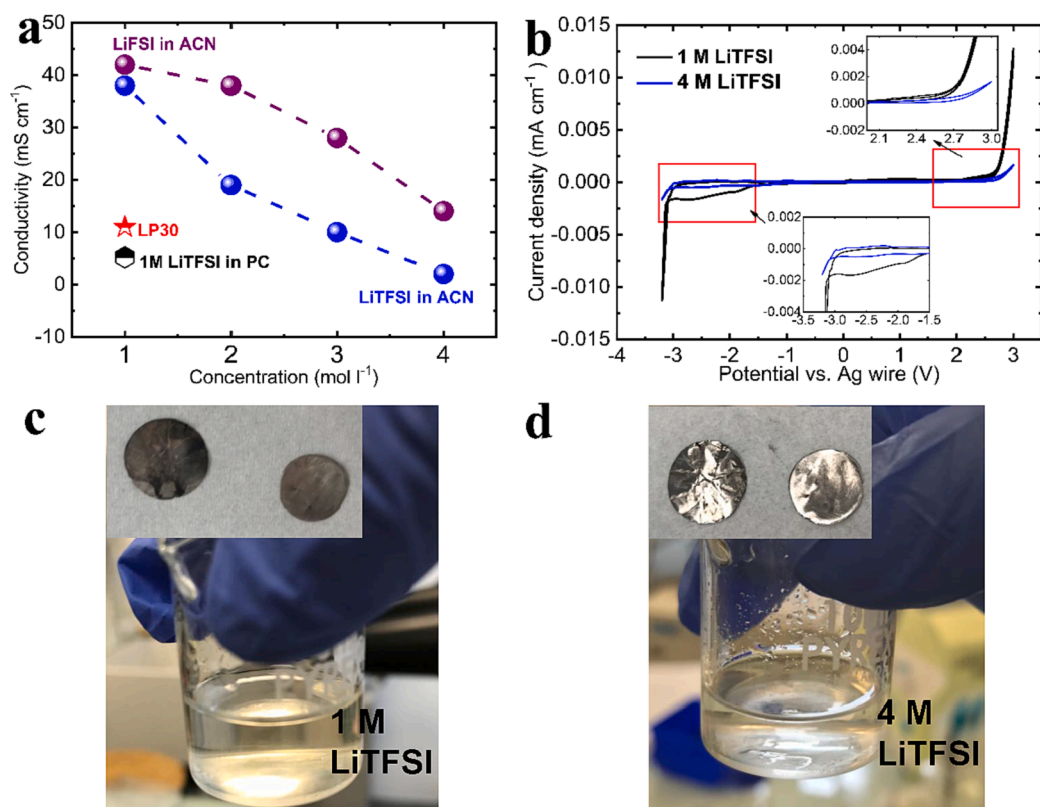 a
LiFSI in ACN
LP30
1M LiTFSI in PC
LiTFSI in ACN
Conductivity (mS cm⁻¹)
50
40
30
20
10
0
-10
1 2 3 4
Concentration (mol l⁻¹)
b
1 M LiTFSI
4 M LiTFSI
Current density (mA cm⁻¹)
0.015
0.010
0.005
0.000
-0.005
-0.010
-0.015
-4 -3 -2 -1 0 1 2 3 4
Potential vs. Ag wire (V)
0.004
0.002
0.000
-0.002
2.1 2.4 2.7 3.0
0.002
0.000
-0.002
-0.004
-3.5 -3.0 -2.5 -2.0 -1.5
c
1 M
LiTFSI
d
4 M
LiTFSI